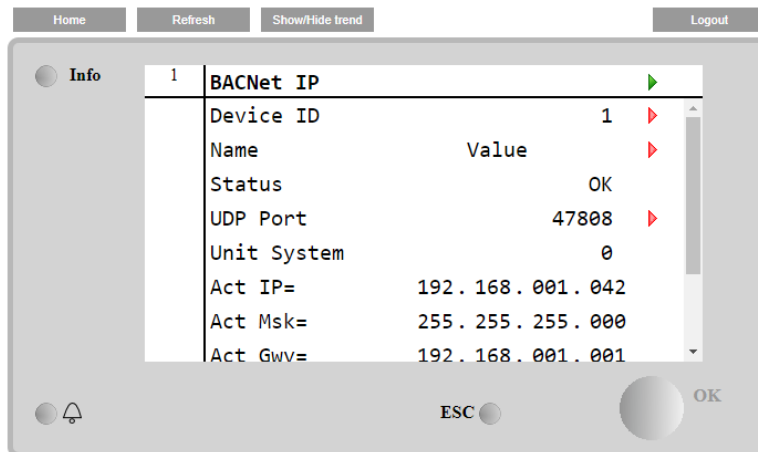 Home Refresh Show/Hide trend Logout
Info
1 BACNet IP
Device ID 1
Name Value
Status OK
UDP Port 47808
Unit System 0
Act IP= 192.168.001.042
Act Msk= 255.255.255.000
Act Gwy= 192.168.001.001
ESC OK